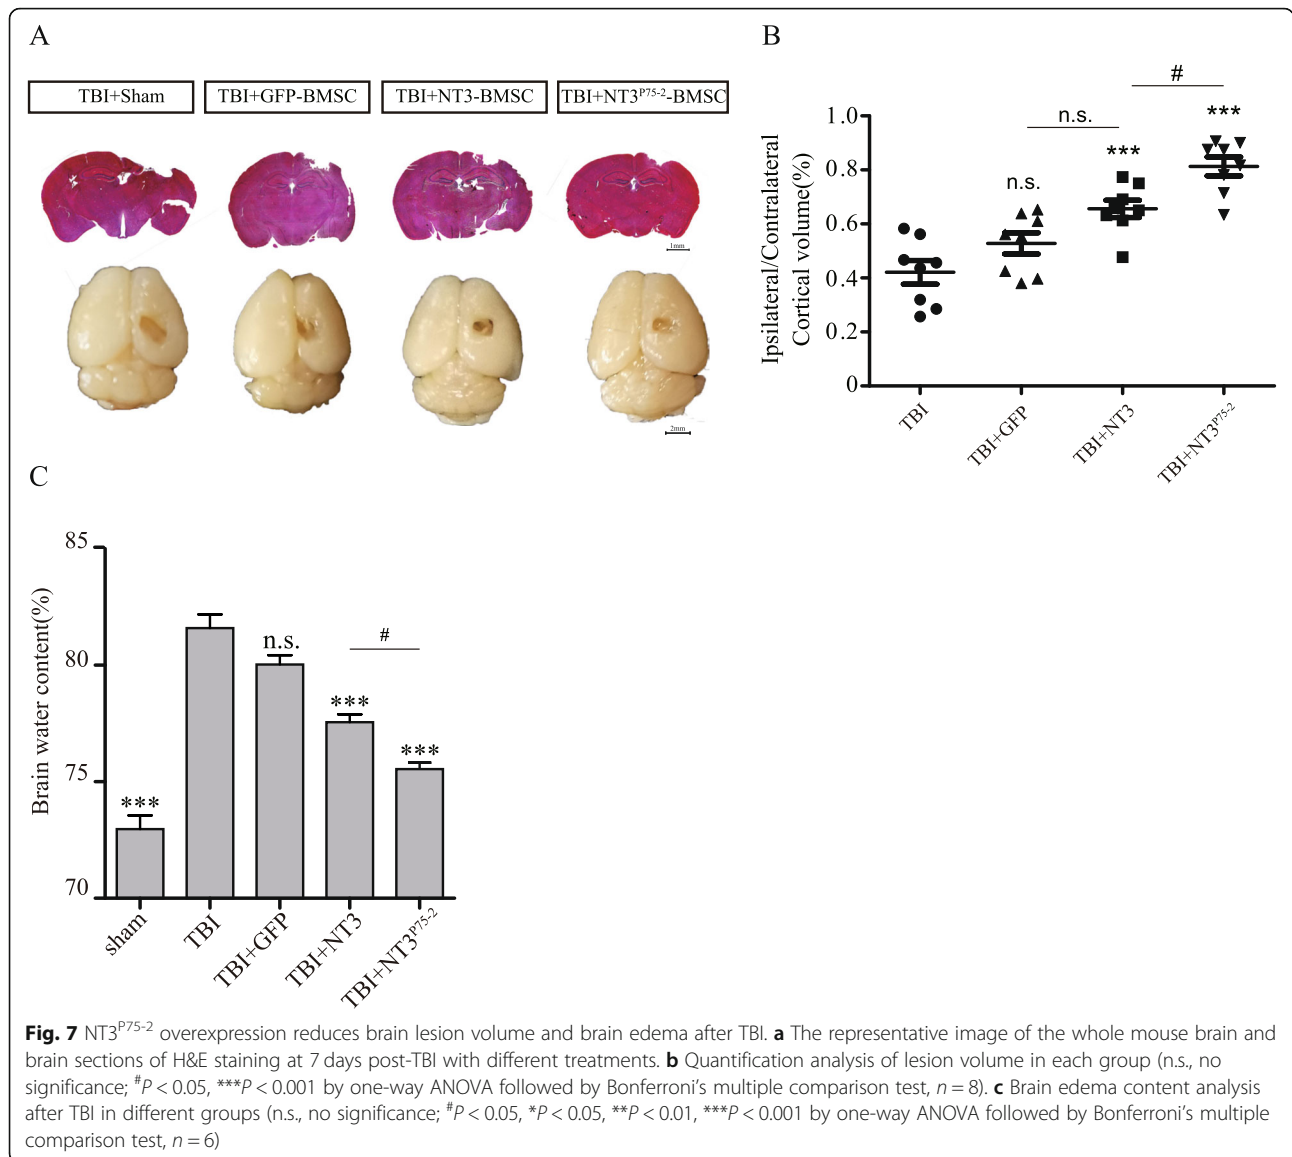 A
TBI+Sham
TBI+GFP-BMSC
TBI+NT3-BMSC
TBI+NT3P75-2-BMSC
1mm
2mm
B
Ipsilateral/Contralateral
Cortical volume(%)
1.0
0.8
0.6
0.4
0.2
0
n.s.
n.s.
***
#
***
TBI
TBI+GFP
TBI+NT3
TBI+NT3P75-2
C
Brain water content(%)
85
80
75
70
***
n.s.
***
#
***
sham
TBI
TBI+GFP
TBI+NT3
TBI+NT3P75-2
Fig. 7 NT3P75-2 overexpression reduces brain lesion volume and brain edema after TBI. a The representative image of the whole mouse brain and
brain sections of H&E staining at 7 days post-TBI with different treatments. b Quantification analysis of lesion volume in each group (n.s., no
significance; #P < 0.05, ***P < 0.001 by one-way ANOVA followed by Bonferroni's multiple comparison test, n = 8). c Brain edema content analysis
after TBI in different groups (n.s., no significance; #P < 0.05, *P < 0.05, **P < 0.01, ***P < 0.001 by one-way ANOVA followed by Bonferroni's multiple
comparison test, n = 6)